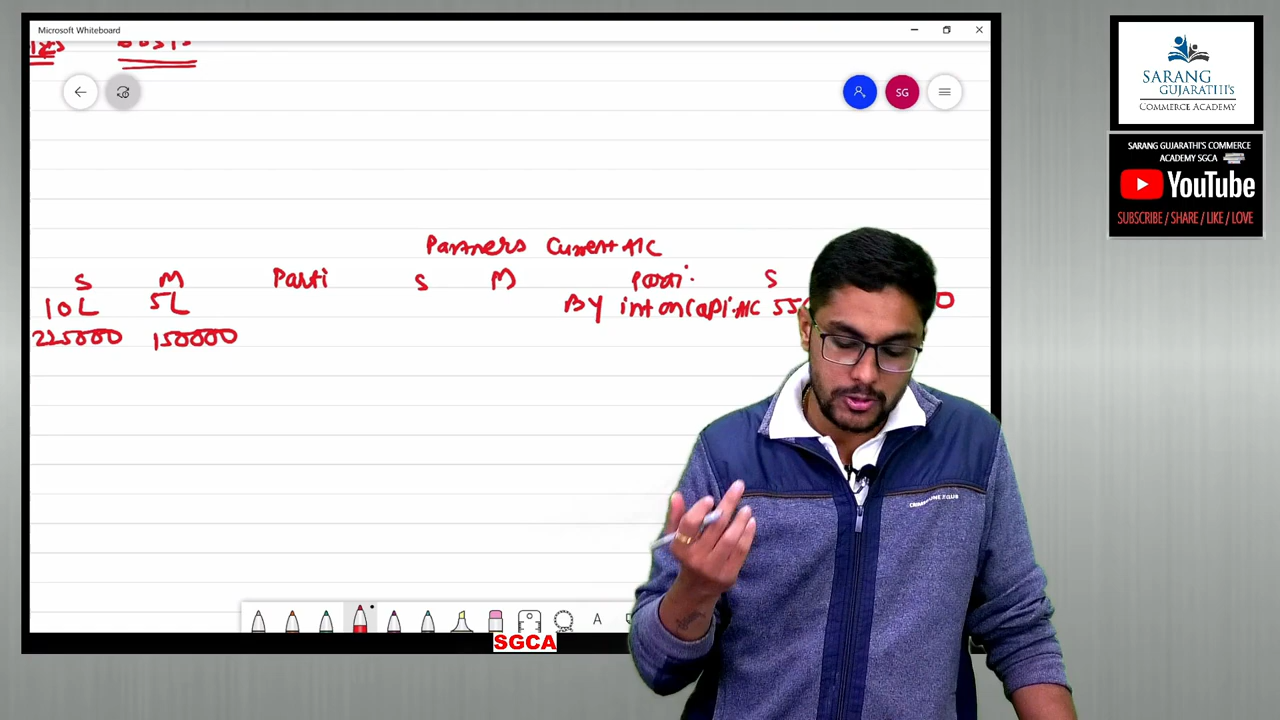 Microsoft Whiteboard
SG
Partners Current A/C
S M Parti S M Parti. S
10L 5L By int on Capi. A/C
225000 150000
SGCA
SARANG
GUJARATHI'S
COMMERCE ACADEMY
SARANG GUJARATHI'S COMMERCE
ACADEMY SGCA
YouTube
SUBSCRIBE / SHARE / LIKE / LOVE